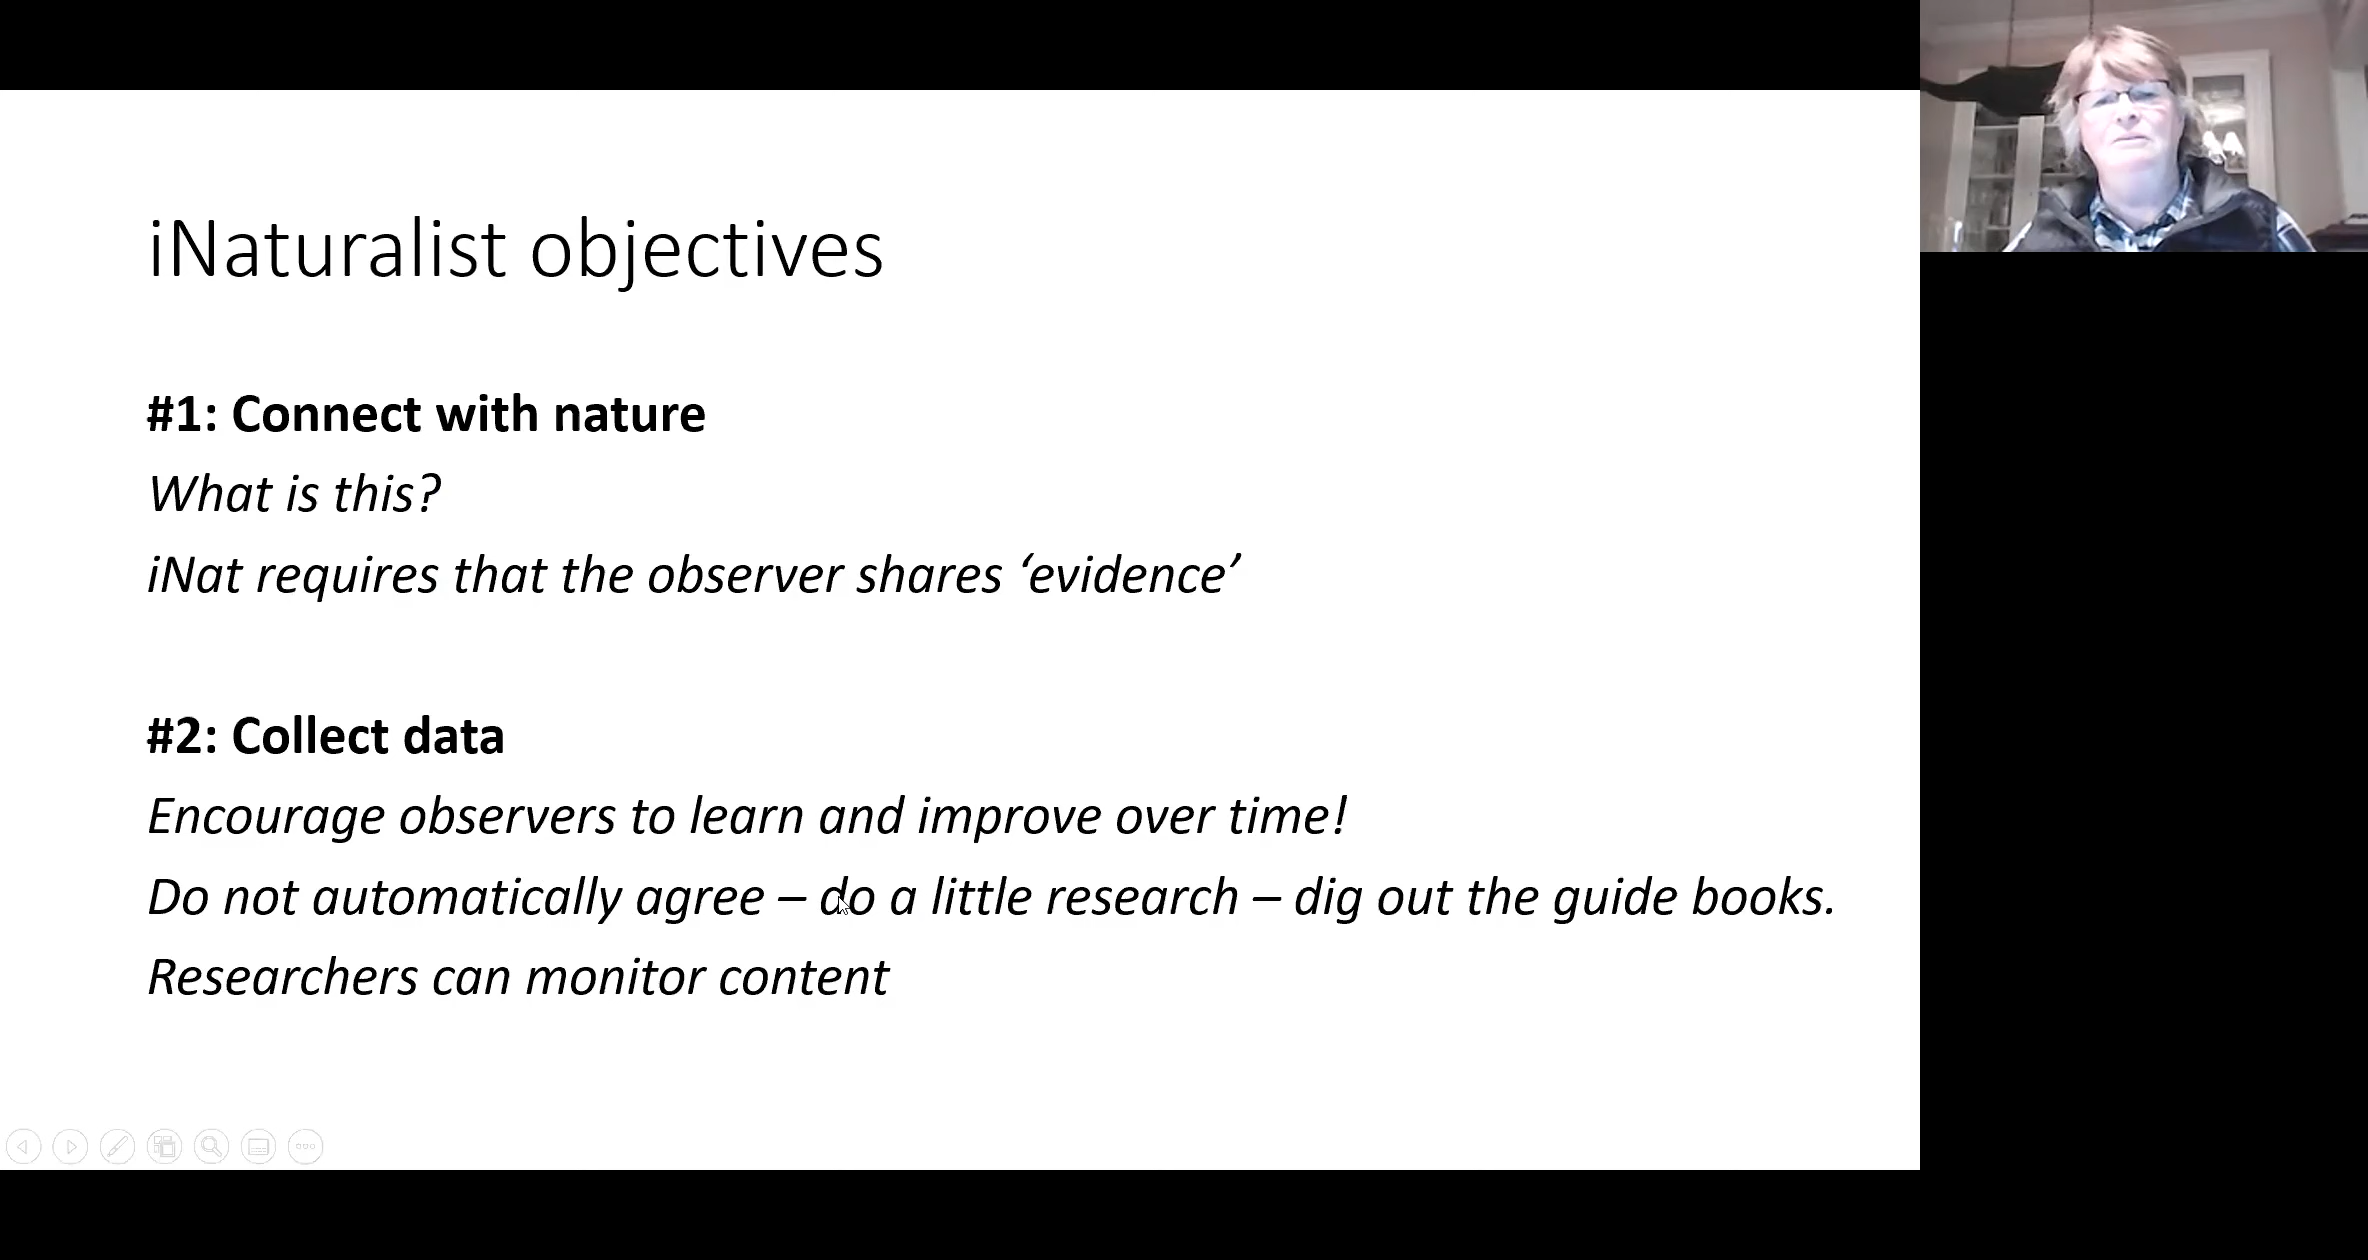 iNaturalist objectives
#1: Connect with nature
What is this?
iNat requires that the observer shares ‘evidence’
#2: Collect data
Encourage observers to learn and improve over time!
Do not automatically agree – do a little research – dig out the guide books.
Researchers can monitor content